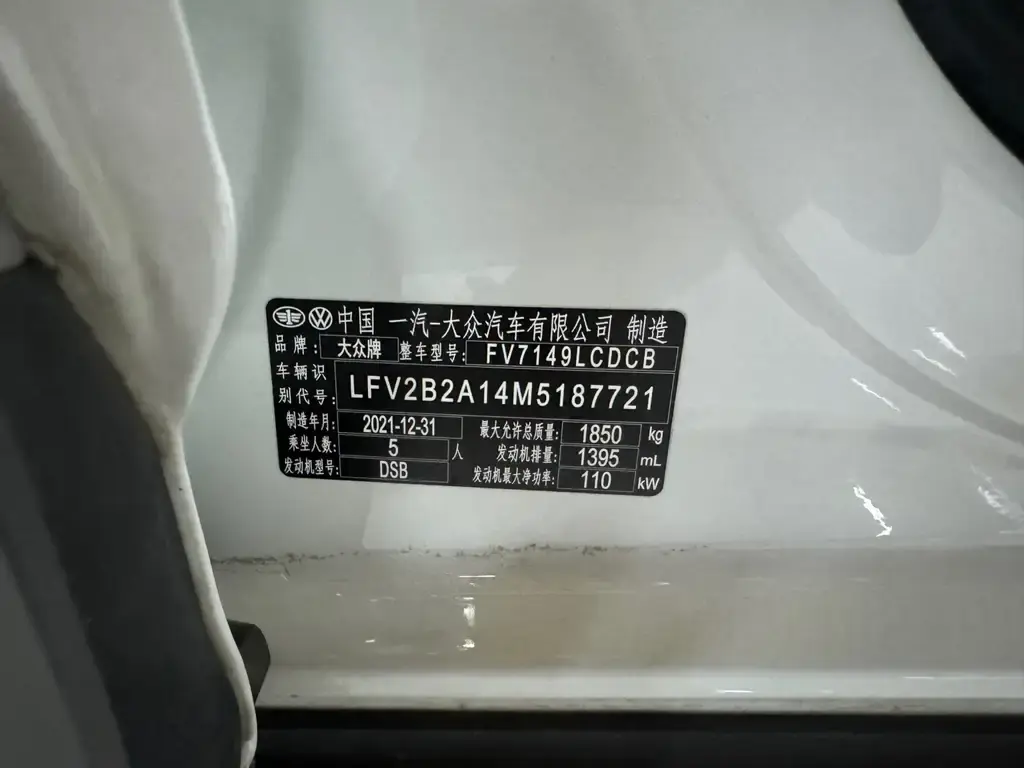 中国 一汽-大众汽车有限公司 制造
品牌: 大众牌 整车型号: FV7149LCDCB
车辆识别代号: LFV2B2A14M5187721
制造年月: 2021-12-31 最大允许总质量: 1850 kg
乘坐人数: 5 人 发动机排量: 1395 mL
发动机型号: DSB 发动机最大净功率: 110 kW